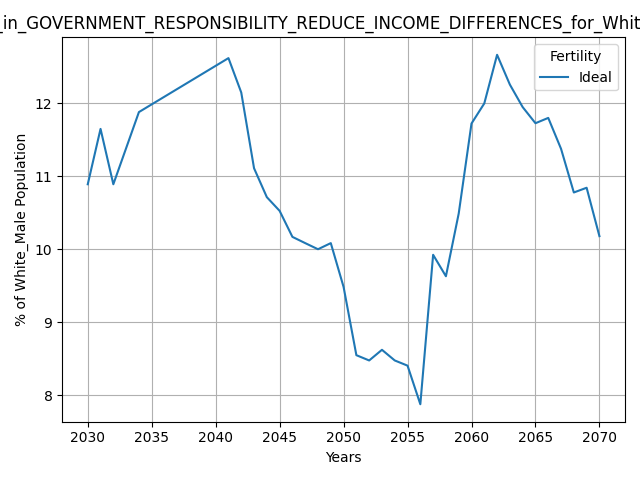 _in_GOVERNMENT_RESPONSIBILITY_REDUCE_INCOME_DIFFERENCES_for_Whit
Fertility
Ideal
12
11
10
9
8
% of White_Male Population
2030 2035 2040 2045 2050 2055 2060 2065 2070
Years